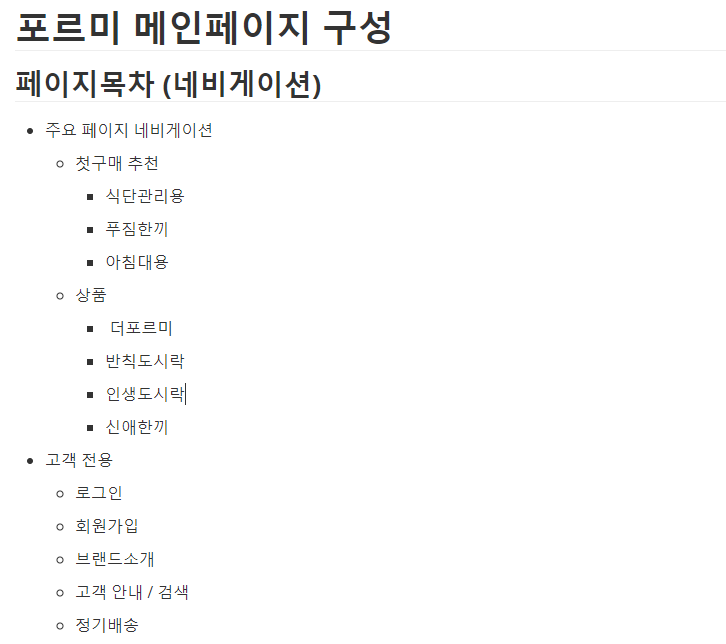 포르미 메인페이지 구성
페이지목차 (네비게이션)
주요 페이지 네비게이션
첫구매 추천
식단관리용
푸짐한끼
아침대용
상품
더포르미
반칙도시락
인생도시락
신애한끼
고객 전용
로그인
회원가입
브랜드소개
고객 안내 / 검색
정기배송